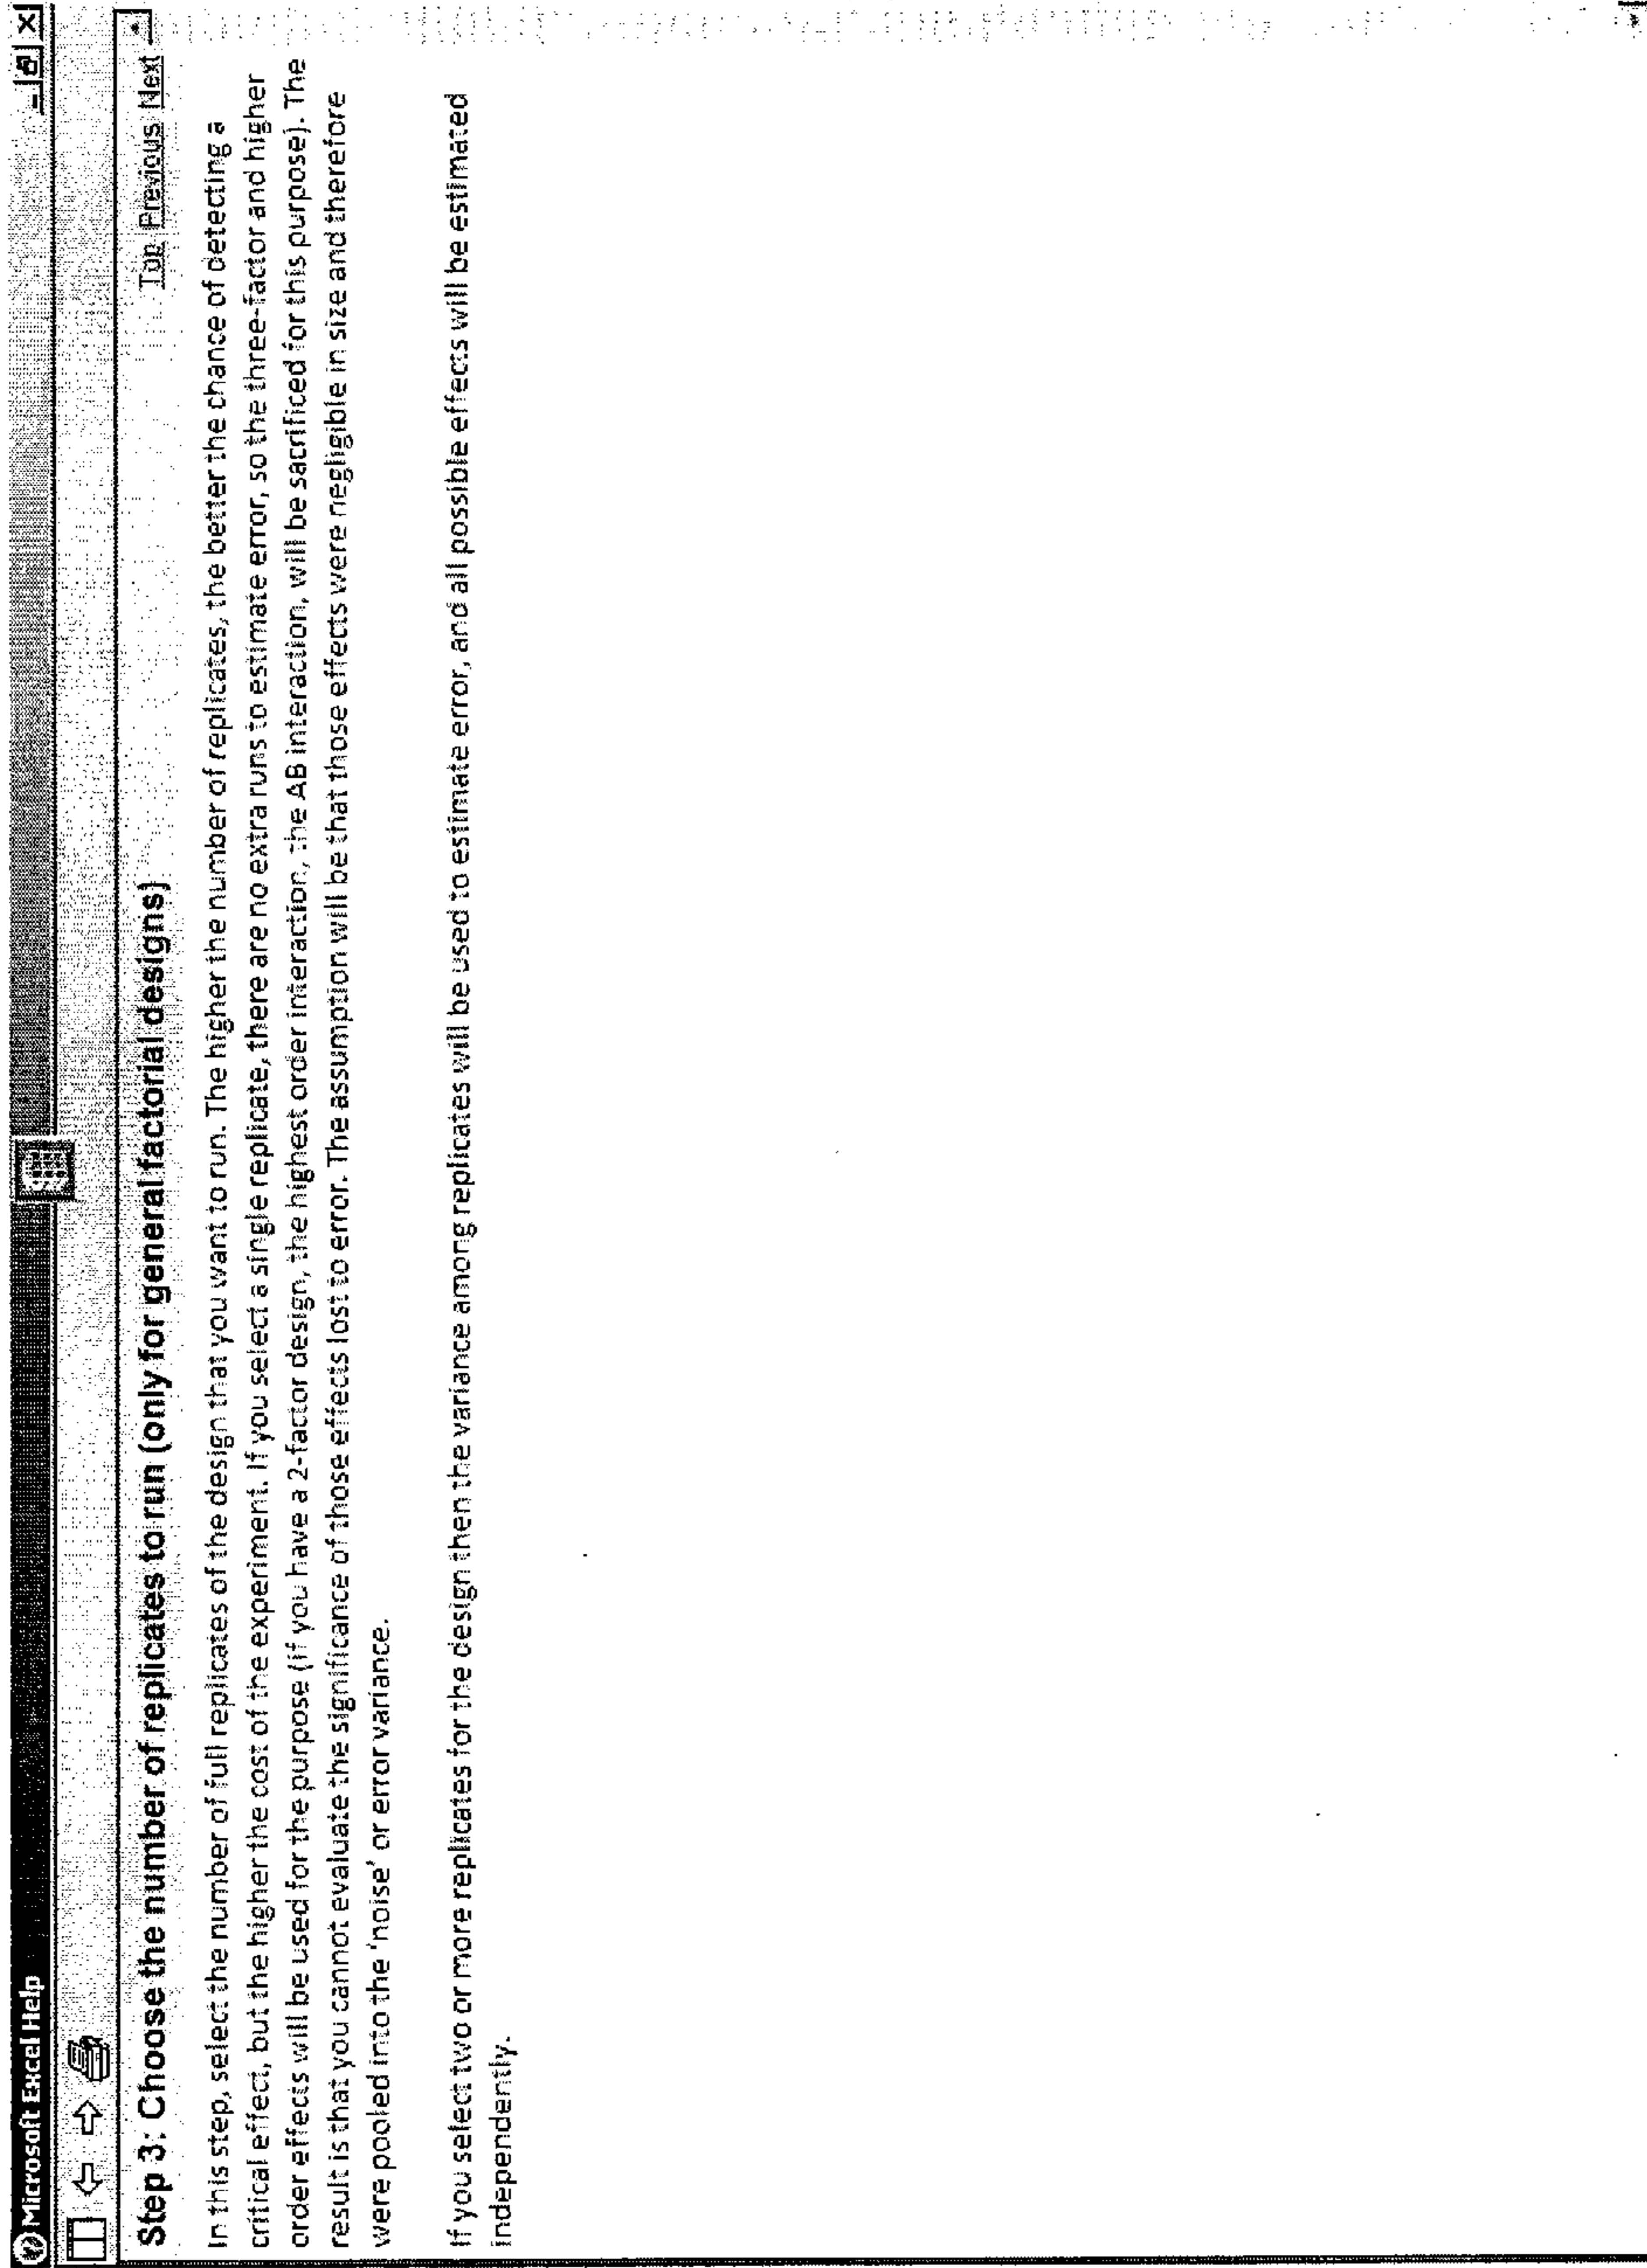 Microsoft Excel Help
Top Previous Next
Step 3: Choose the number of replicates to run (only for general factorial designs)
In this step, select the number of full replicates of the design that you want to run. The higher the number of replicates, the better the chance of detecting a
critical effect, but the higher the cost of the experiment. If you select a single replicate, there are no extra runs to estimate error, so the three-factor and higher
order effects will be used for the purpose (if you have a 2-factor design, the highest order interaction, the AB interaction, will be sacrificed for this purpose). The
result is that you cannot evaluate the significance of those effects lost to error. The assumption will be that those effects were negligible in size and therefore
were pooled into the 'noise' or error variance.
If you select two or more replicates for the design then the variance among replicates will be used to estimate error, and all possible effects will be estimated
independently.